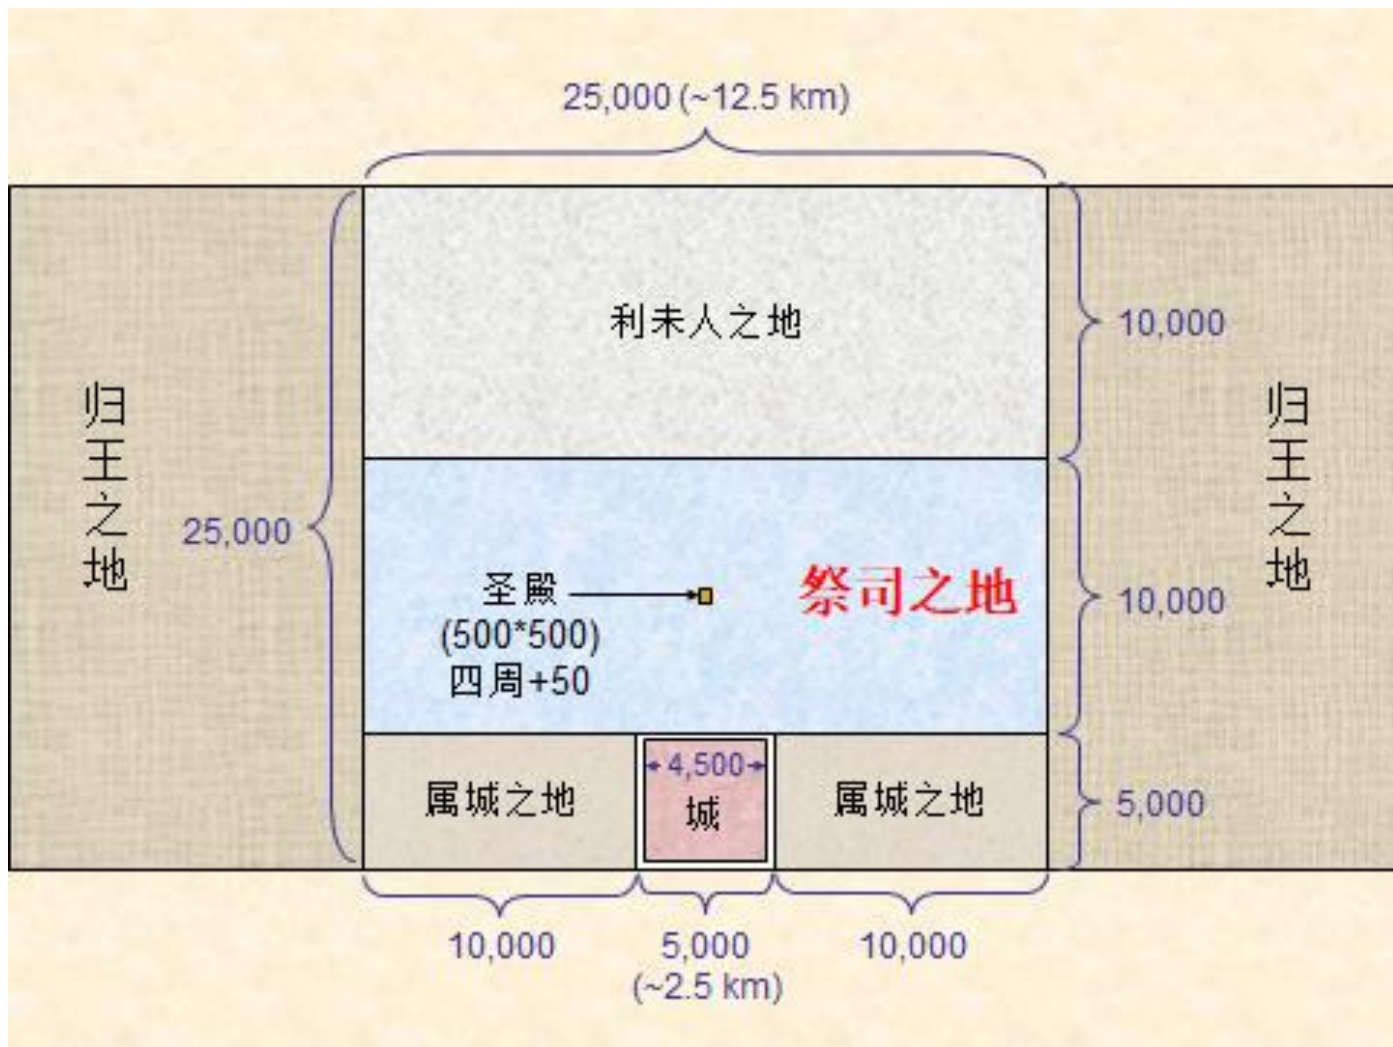 25,000 (~12.5 km)
利未人之地
10,000
归王之地
归王之地
25,000
圣殿
(500*500)
四周+50
祭司之地
10,000
4,500
城
属城之地
属城之地
5,000
10,000
5,000
(~2.5 km)
10,000